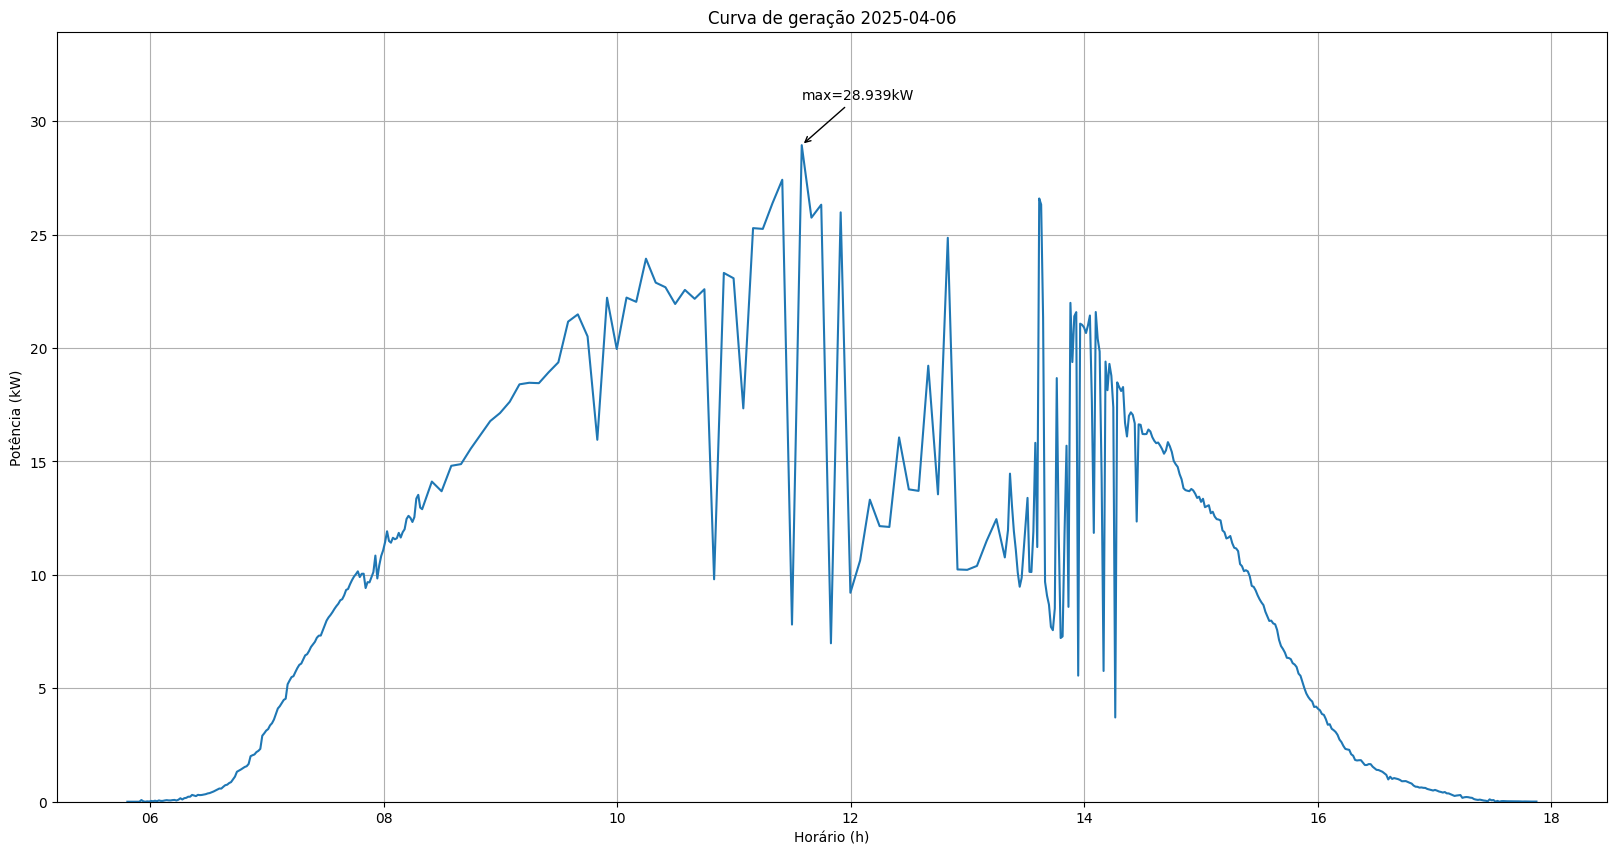 Curva de geração 2025-04-06
max=28.939kW
30
25
20
15
10
5
0
Potência (kW)
06 08 10 12 14 16 18
Horário (h)